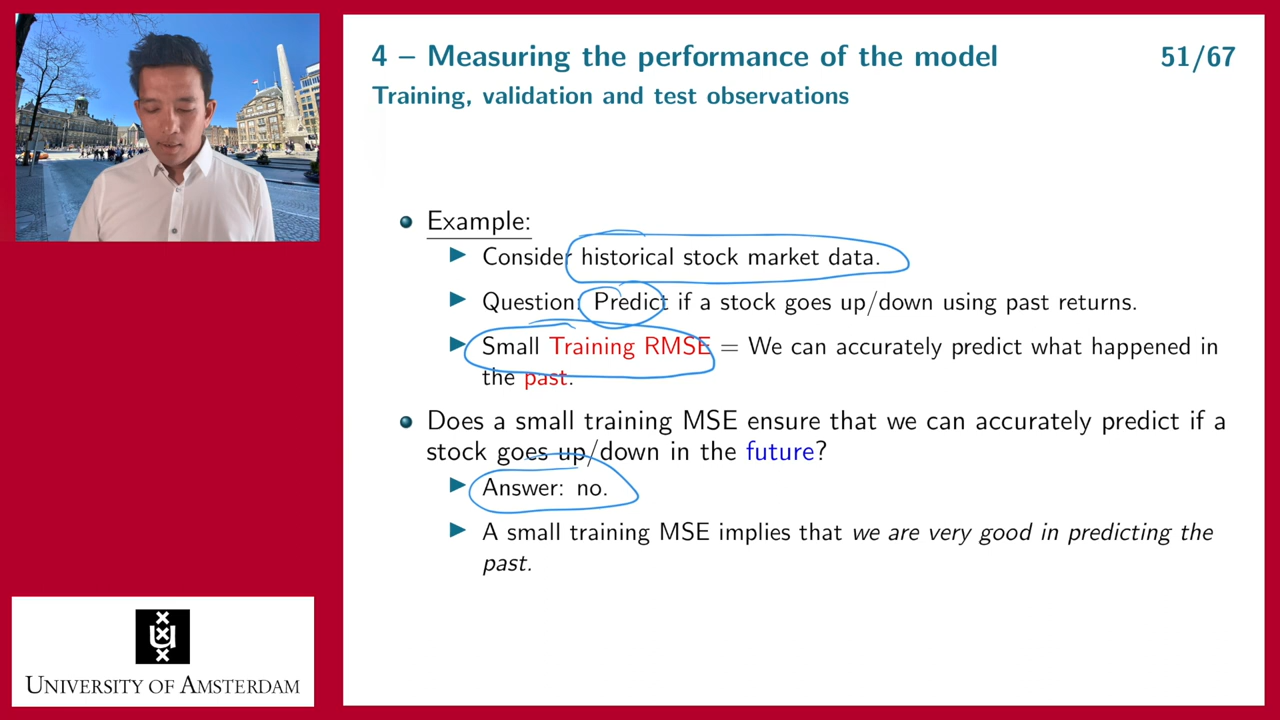 4 – Measuring the performance of the model 51/67
Training, validation and test observations
Example:
Consider historical stock market data.
Question: Predict if a stock goes up/down using past returns.
Small Training RMSE = We can accurately predict what happened in
the past.
Does a small training MSE ensure that we can accurately predict if a
stock goes up/down in the future?
Answer: no.
A small training MSE implies that we are very good in predicting the
past.
UNIVERSITY OF AMSTERDAM